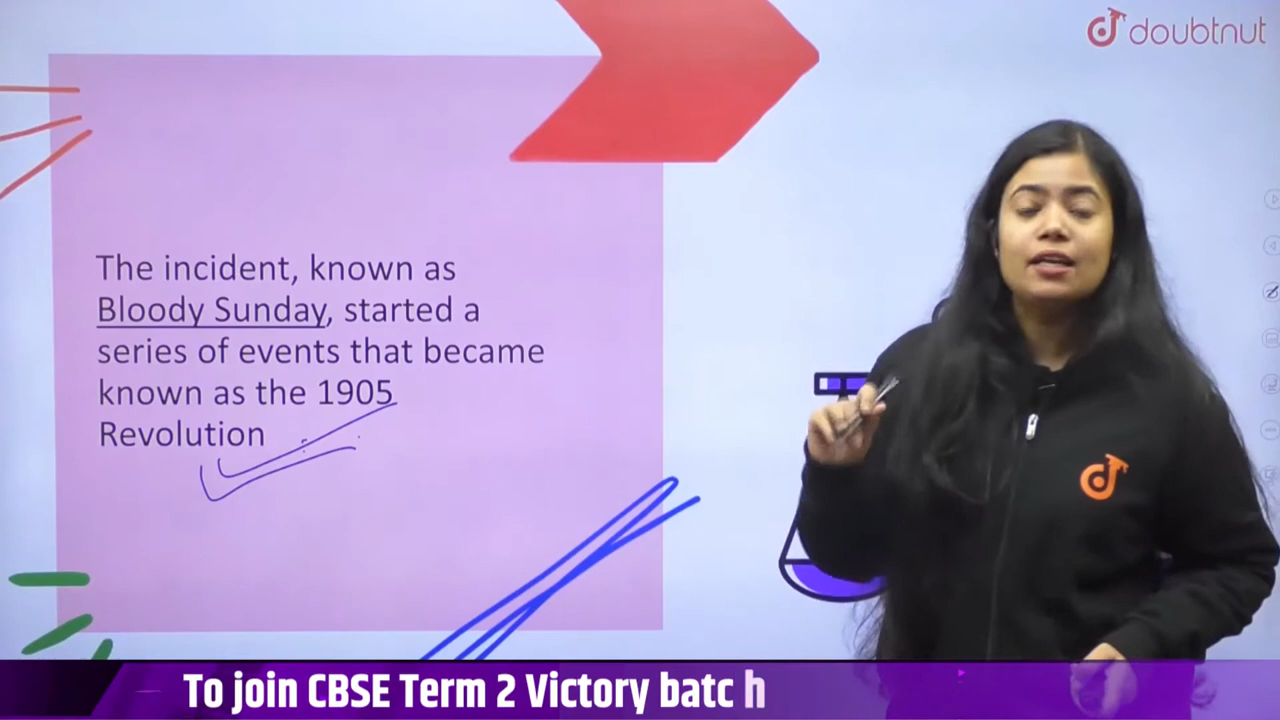 doubtnut
The incident, known as
Bloody Sunday, started a
series of events that became
known as the 1905
Revolution
To join CBSE Term 2 Victory batc h